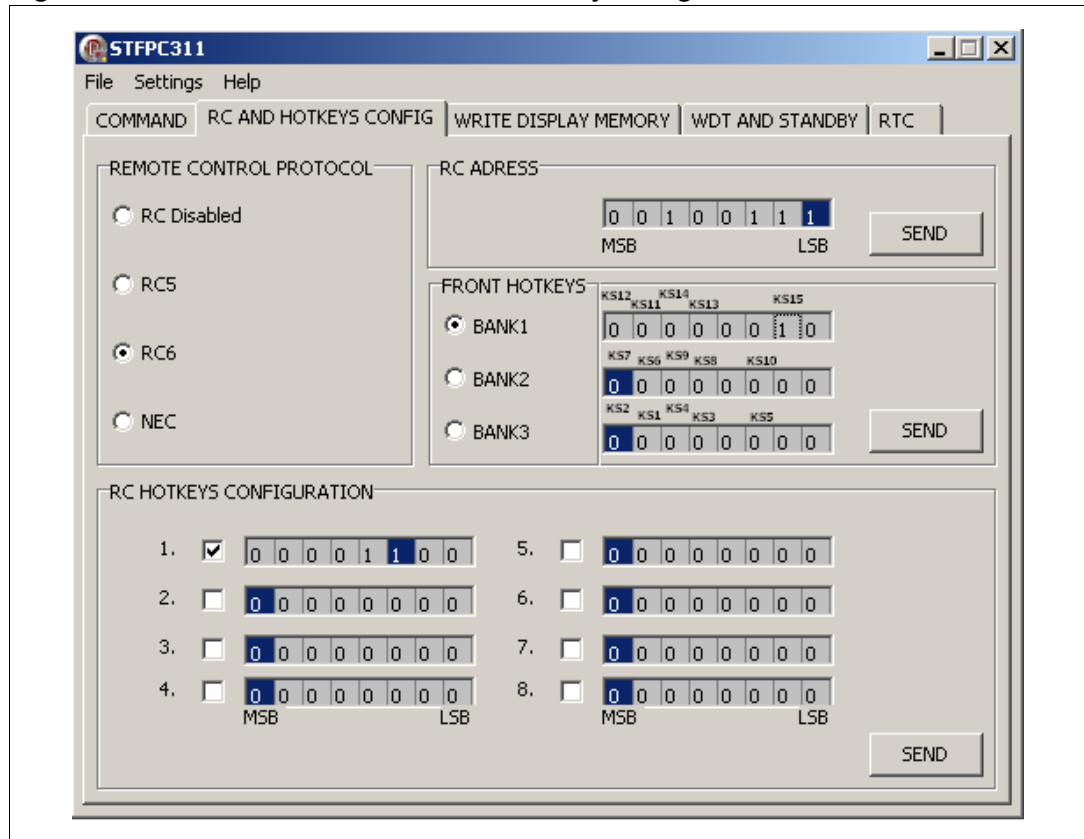 STFPC311
File Settings Help
COMMAND RC AND HOTKEYS CONFIG WRITE DISPLAY MEMORY WDT AND STANDBY RTC
REMOTE CONTROL PROTOCOL
RC Disabled
RC5
RC6
NEC
RC ADRESS
0 0 1 0 0 1 1 1
MSB LSB
SEND
FRONT HOTKEYS
KS12 KS11 KS14 KS13 KS15
BANK1 0 0 0 0 0 0 1 0
KS7 KS6 KS9 KS8 KS10
BANK2 0 0 0 0 0 0 0 0
KS2 KS1 KS4 KS3 KS5
BANK3 0 0 0 0 0 0 0 0
SEND
RC HOTKEYS CONFIGURATION
1. 0 0 0 0 1 1 0 0 5. 0 0 0 0 0 0 0 0
2. 0 0 0 0 0 0 0 0 6. 0 0 0 0 0 0 0 0
3. 0 0 0 0 0 0 0 0 7. 0 0 0 0 0 0 0 0
4. 0 0 0 0 0 0 0 0 8. 0 0 0 0 0 0 0 0
MSB LSB MSB LSB
SEND